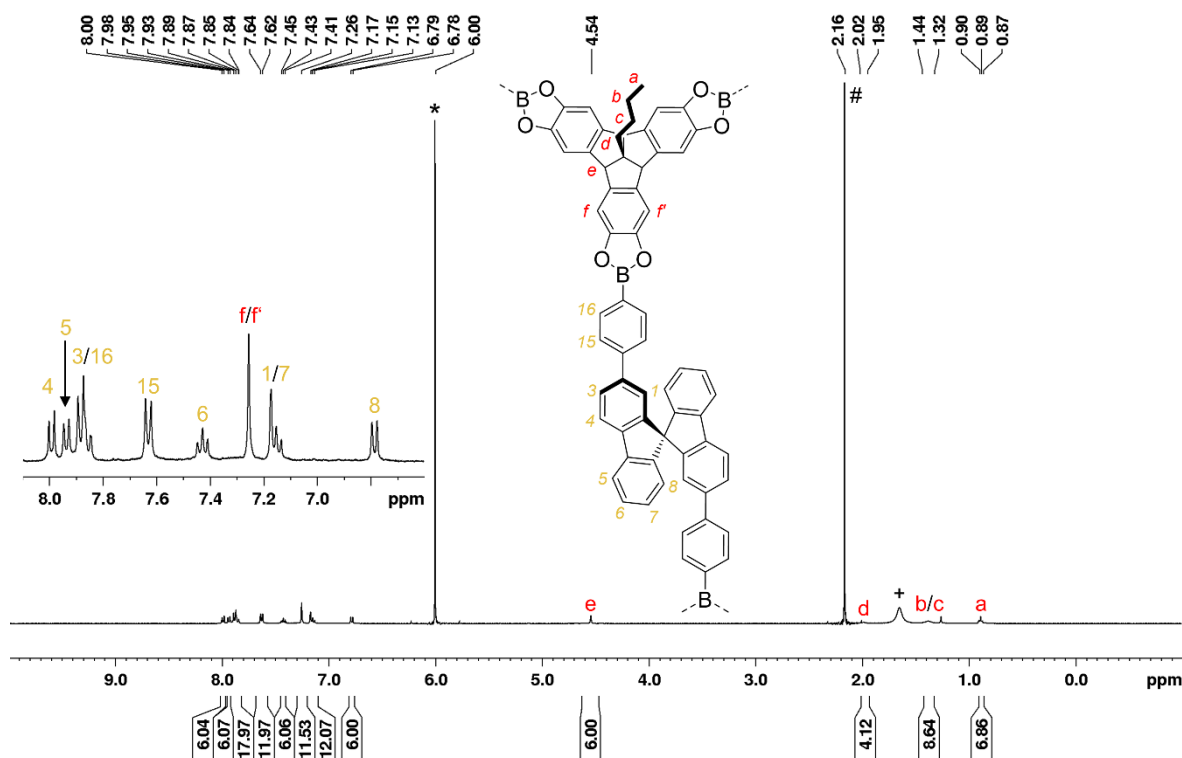 8.00 7.98 7.95 7.93 7.89 7.87 7.85 7.84 7.64 7.62 7.45 7.43 7.41 7.26 7.17 7.15 7.13 6.79 6.78 6.00 4.54 2.16 2.02 1.95 1.44 1.32 0.90 0.89 0.87
* #
a
b
c
d
e
f f'
B O O
B O O
O O
B
16
15
3 1
4
5 8
6 7
B
5
4 3/16 15 6 f/f‘ 1/7 8
8.0 7.8 7.6 7.4 7.2 7.0 ppm
e d + b/c a
9.0 8.0 7.0 6.0 5.0 4.0 3.0 2.0 1.0 0.0 ppm
6.04 6.07 17.97 11.97 6.06 11.53 12.07 6.00 6.00 4.12 8.64 6.86